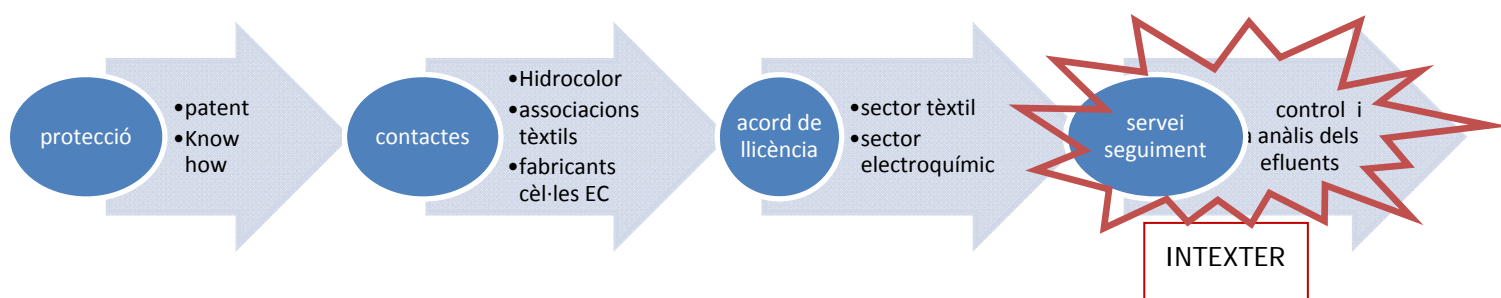 protecció
•patent
•Know
how
contactes
•Hidrocolor
•associacions
tèxtils
•fabricants
cèl·les EC
acord de
llicència
•sector tèxtil
•sector
electroquímic
servei
seguiment
control i
a anàlis dels
efluents
INTEXTER